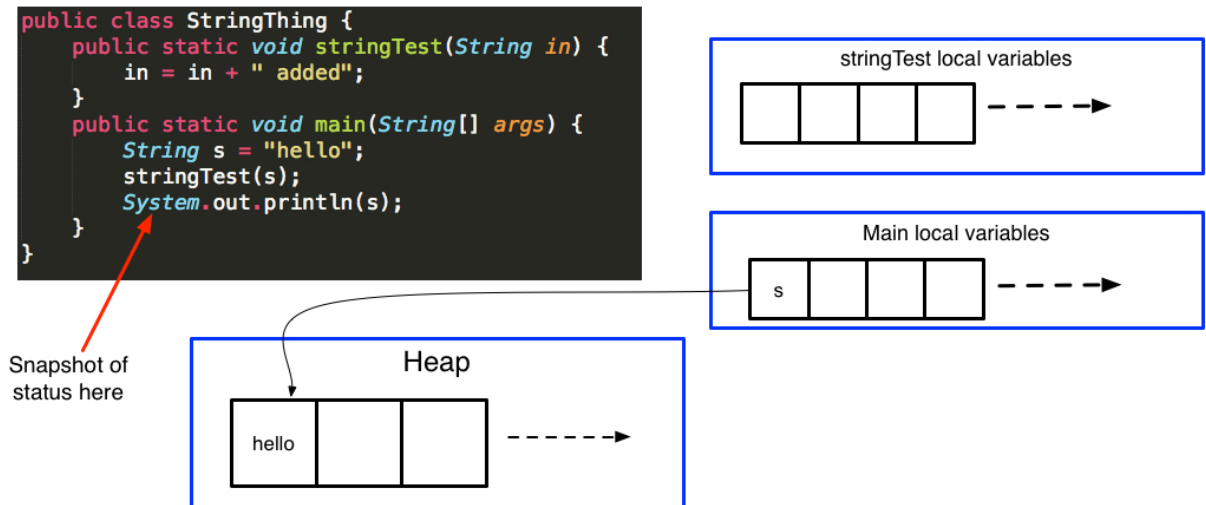 public class StringThing {
    public static void stringTest(String in) {
        in = in + " added";
    }
    public static void main(String[] args) {
        String s = "hello";
        stringTest(s);
        System.out.println(s);
    }
}
stringTest local variables
Main local variables
s
Snapshot of
status here
Heap
hello